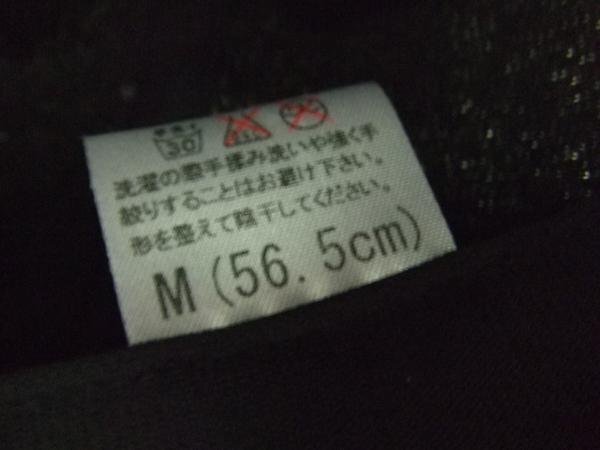 30
洗濯の際手揉み洗いや強く手
絞りすることはお避け下さい。
形を整えて陰干してください。
M(56.5cm)